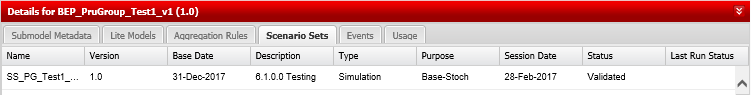 Details for BEP_PruGroup_Test1_v1 (1.0)
Submodel Metadata Lite Models Aggregation Rules Scenario Sets Events Usage
Name Version Base Date Description Type Purpose Session Date Status Last Run Status
SS_PG_Test1_... 1.0 31-Dec-2017 6.1.0.0 Testing Simulation Base-Stoch 28-Feb-2017 Validated